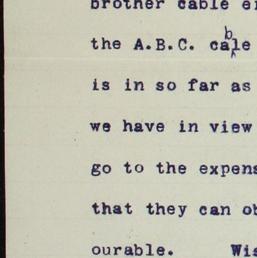 brother cable
the A.B.C. cable
is in so far as
we have in view
go to the expens
that they can ob
ourable. Wis